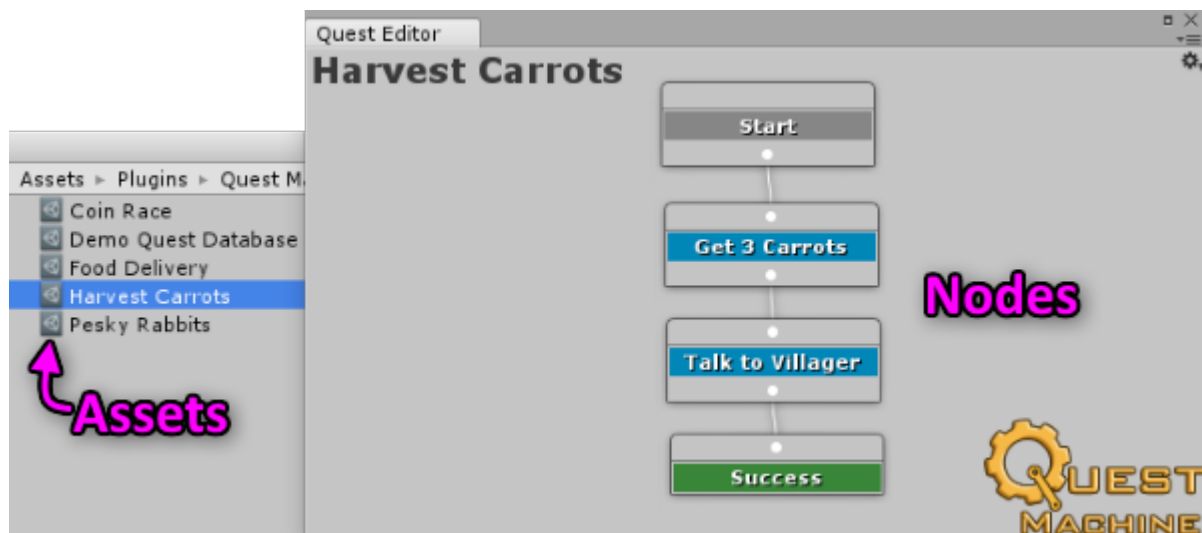 Quest Editor
Harvest Carrots
Start
Get 3 Carrots
Talk to Villager
Success
Nodes
Assets ▸ Plugins ▸ Quest M
Coin Race
Demo Quest Database
Food Delivery
Harvest Carrots
Pesky Rabbits
Assets
QUEST
MACHINE